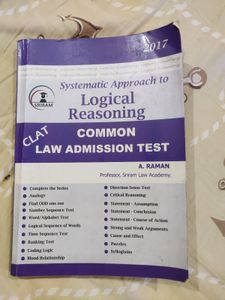 2017
SRIRAM
Systematic Approach to
Logical
Reasoning
CLAT
COMMON
LAW ADMISSION TEST
A. RAMAN
Professor, Sriram Law Academy.
Complete the Series
Analogy
Find ODD one out
Number Sequence Test
Word/Alphabet Test
Logical Sequence of Words
Time Sequence Test
Ranking Test
Coding Logic
Blood Relationship
Direction Sense Test
Critical Reasoning
Statement - Assumption
Statement - Conclusion
Statement - Course of Action
Strong and Weak Arguments
Cause and Effect
Puzzles
Syllogisms